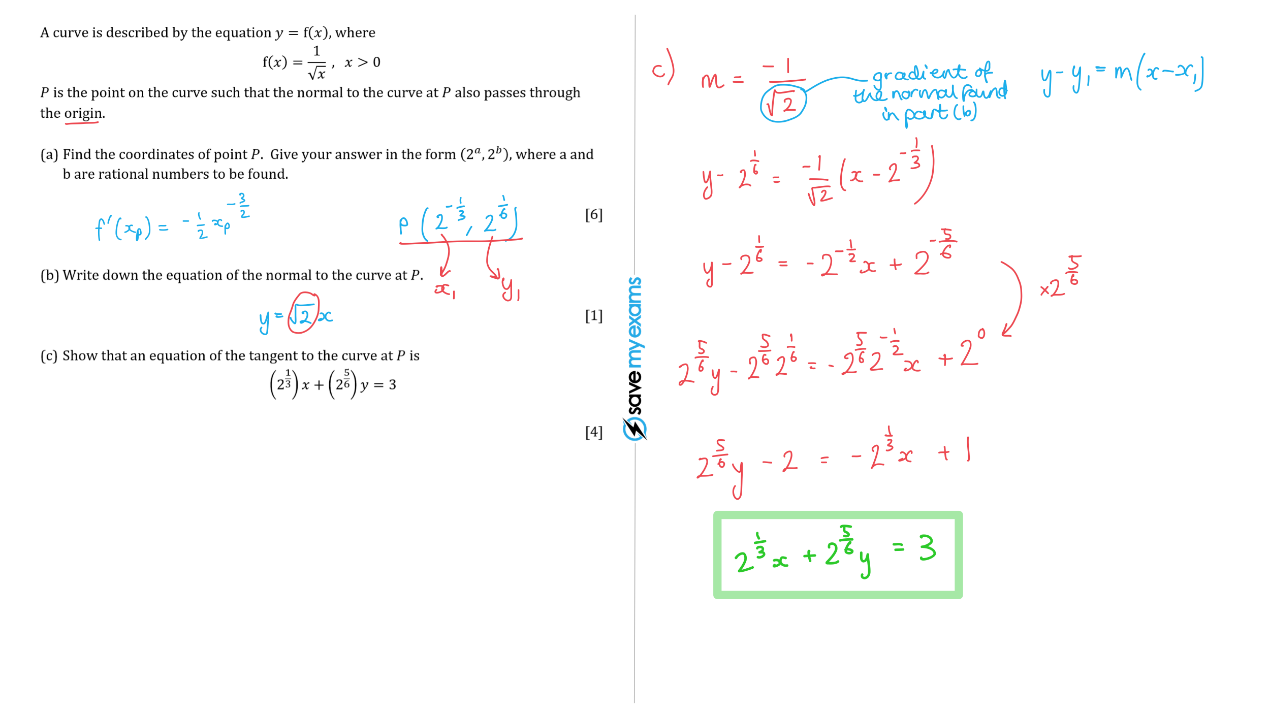 A curve is described by the equation y = f(x), where
f(x) = 1/√x , x > 0
P is the point on the curve such that the normal to the curve at P also passes through
the origin.
(a) Find the coordinates of point P. Give your answer in the form (2^a, 2^b), where a and
b are rational numbers to be found.
f′(x_p) = -1/2 x_p^(-3/2)
P (2^(-1/3), 2^(1/6))
[6]
x₁ y₁
(b) Write down the equation of the normal to the curve at P.
y = √2 x
[1]
(c) Show that an equation of the tangent to the curve at P is
(2^(1/3)) x + (2^(5/6)) y = 3
[4]
savemyexams
c) m = -1/√2
gradient of
the normal found
in part (b)
y - y₁ = m(x - x₁)
y - 2^(1/6) = -1/√2 (x - 2^(-1/3))
y - 2^(1/6) = -2^(-1/2) x + 2^(-5/6)
×2^(5/6)
2^(5/6) y - 2^(5/6) 2^(1/6) = -2^(5/6) 2^(-1/2) x + 2^0
2^(5/6) y - 2 = -2^(1/3) x + 1
2^(1/3) x + 2^(5/6) y = 3